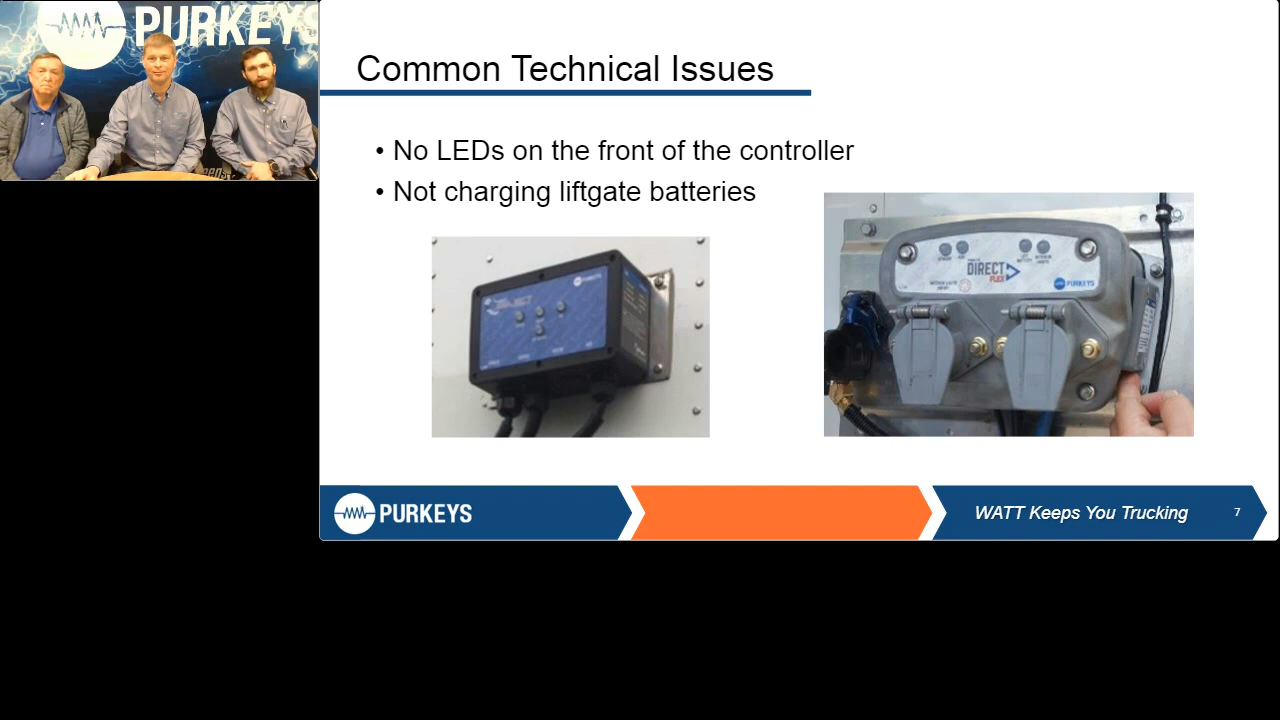 PURKEYS
Common Technical Issues
• No LEDs on the front of the controller
• Not charging liftgate batteries
DIRECT
FLEX
PURKEYS
PURKEYS
WATT Keeps You Trucking
7